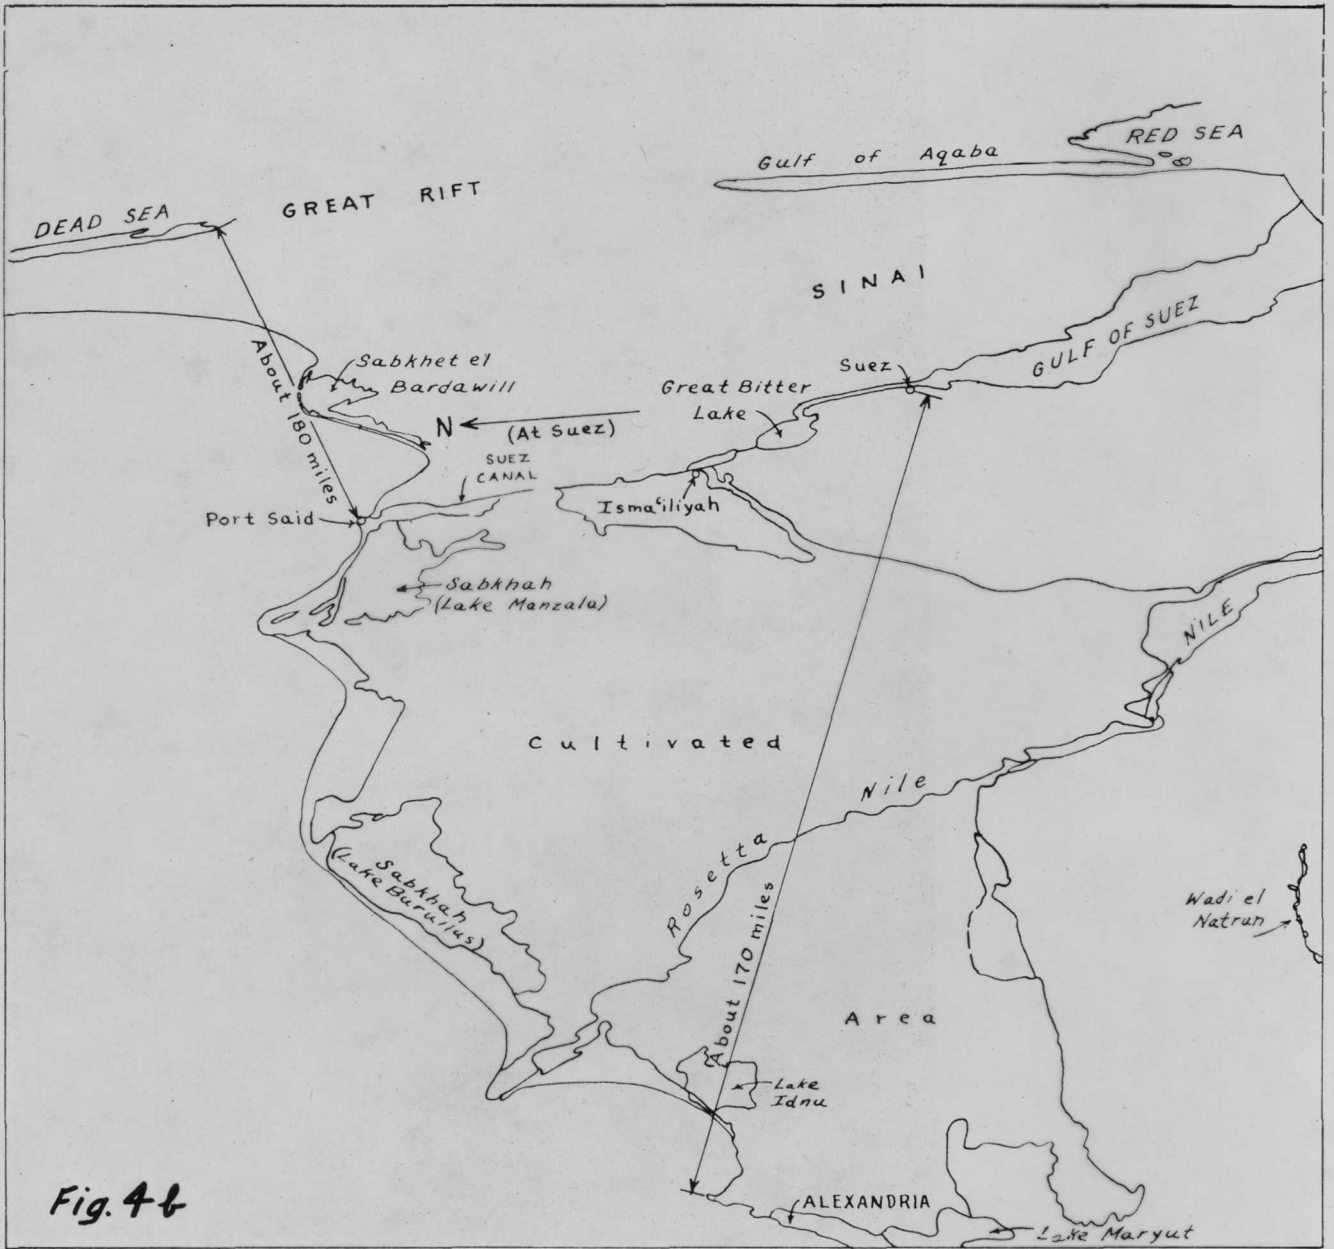 RED SEA
Gulf of Aqaba
GREAT RIFT
DEAD SEA
SINAI
GULF OF SUEZ
Suez
About 180 miles
Sabkhet el
Bardawill
Great Bitter
Lake
N
(At Suez)
SUEZ
CANAL
Isma'iliyah
Port Said
Sabkhah
(Lake Manzala)
NILE
Cultivated
Rosetta Nile
Sabkhah
(Lake Burullus)
About 170 miles
Wadi el
Natrun
Area
Lake
Idnu
ALEXANDRIA
Lake Maryut
Fig. 4b